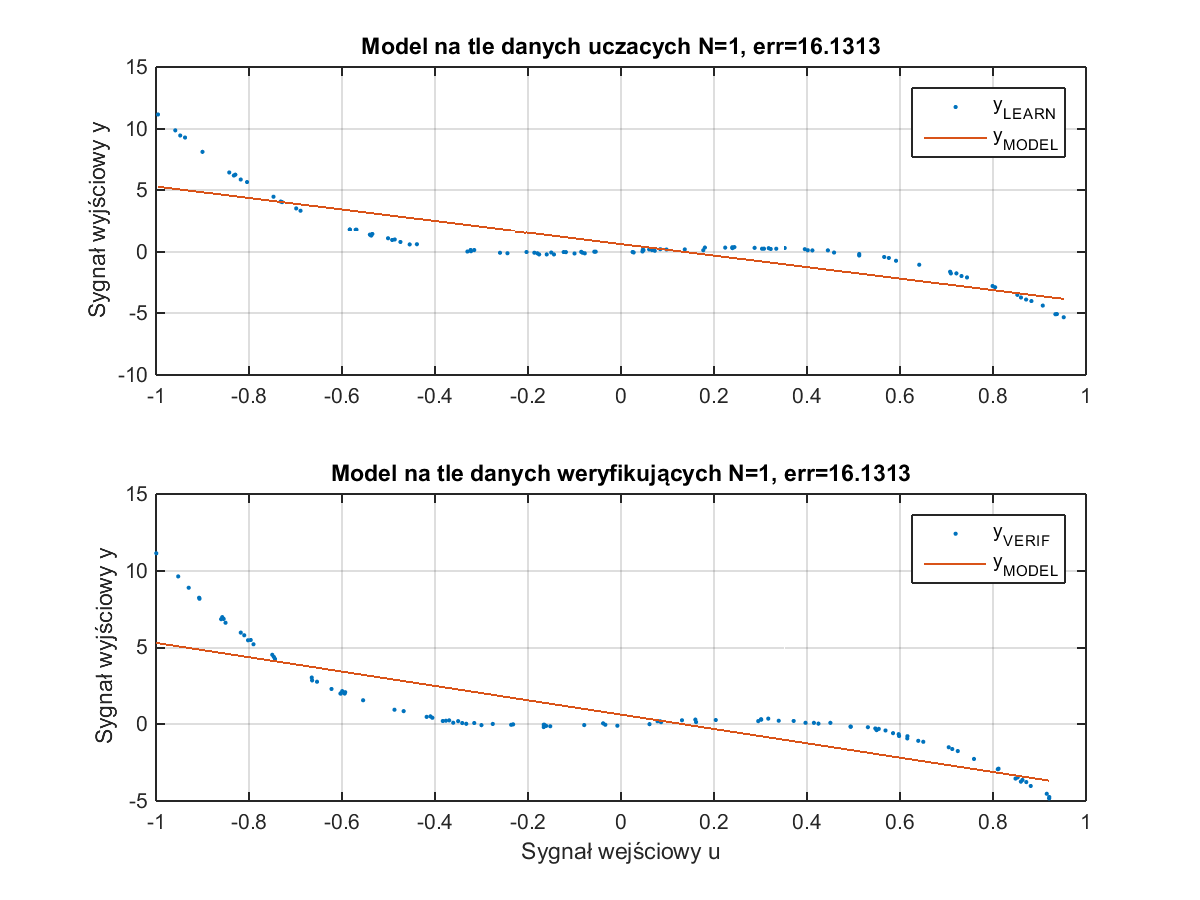 Model na tle danych uczacych N=1, err=16.1313
Sygnał wyjściowy y
15
10
5
0
-5
-10
-1 -0.8 -0.6 -0.4 -0.2 0 0.2 0.4 0.6 0.8 1
yLEARN
yMODEL
Model na tle danych weryfikujących N=1, err=16.1313
Sygnał wyjściowy y
15
10
5
0
-5
-1 -0.8 -0.6 -0.4 -0.2 0 0.2 0.4 0.6 0.8 1
yVERIF
yMODEL
Sygnał wejściowy u